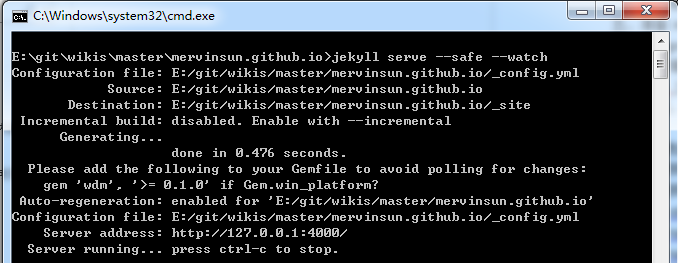 C:\Windows\system32\cmd.exe
E:\git\wikis\master\mervinsun.github.io>jekyll serve --safe --watch
Configuration file: E:/git/wikis/master/mervinsun.github.io/_config.yml
Source: E:/git/wikis/master/mervinsun.github.io
Destination: E:/git/wikis/master/mervinsun.github.io/_site
Incremental build: disabled. Enable with --incremental
Generating...
done in 0.476 seconds.
Please add the following to your Gemfile to avoid polling for changes:
gem 'wdm', '>= 0.1.0' if Gem.win_platform?
Auto-regeneration: enabled for 'E:/git/wikis/master/mervinsun.github.io'
Configuration file: E:/git/wikis/master/mervinsun.github.io/_config.yml
Server address: http://127.0.0.1:4000/
Server running... press ctrl-c to stop.